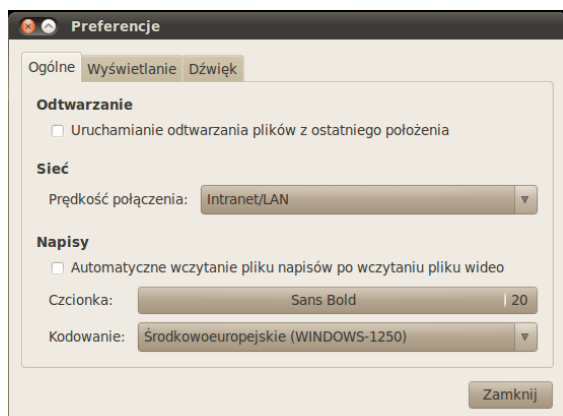 Preferencje
Ogólne Wyświetlanie Dźwięk
Odtwarzanie
Uruchamianie odtwarzania plików z ostatniego położenia
Sieć
Prędkość połączenia: Intranet/LAN
Napisy
Automatyczne wczytanie pliku napisów po wczytaniu pliku wideo
Czcionka: Sans Bold 20
Kodowanie: Środkowoeuropejskie (WINDOWS-1250)
Zamknij